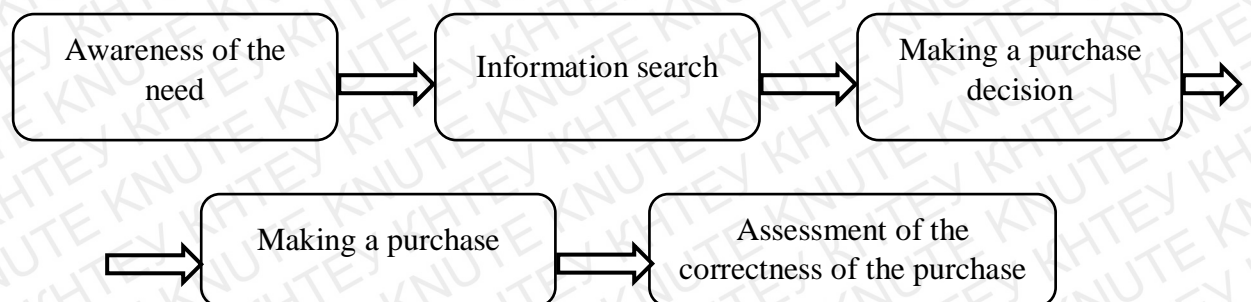 Awareness of the
need
Information search
Making a purchase
decision
Making a purchase
Assessment of the
correctness of the purchase